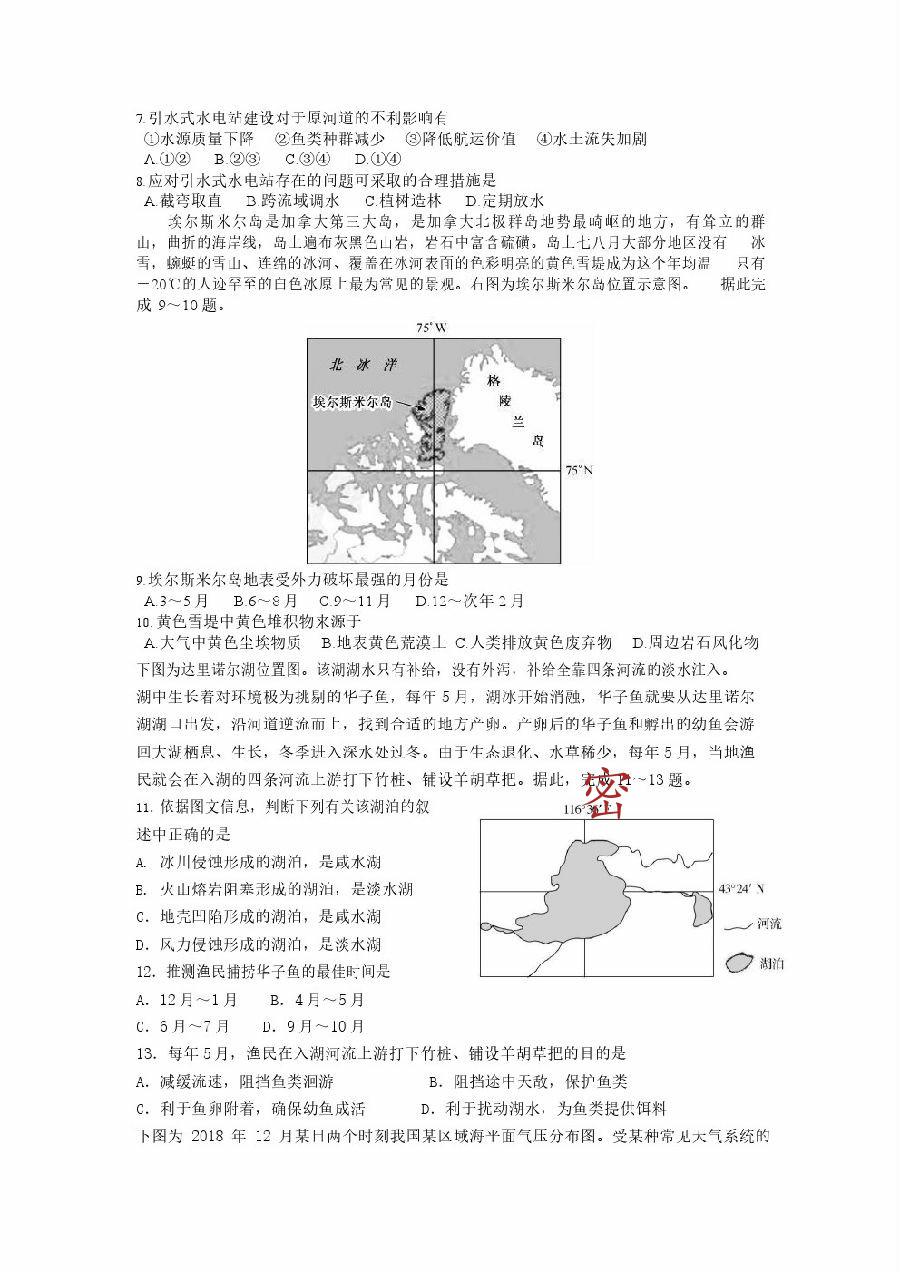 7.引水式水电站建设对于原河道的不利影响有
①水源质量下降 ②鱼类种群减少 ③降低航运价值 ④水土流失加剧
A.①② B.②③ C.③④ D.①④
8.应对引水式水电站存在的问题可采取的合理措施是
A.截弯取直 B.跨流域调水 C.植树造林 D.定期放水
埃尔斯米尔岛是加拿大第三大岛，是加拿大北极群岛地势最崎岖的地方，有耸立的群
山，曲折的海岸线，岛上遍布灰黑色山岩，岩石中富含硫磺。岛上七八月大部分地区没有 冰
雪，蜿蜒的雪山、连绵的冰河、覆盖在冰河表面的色彩明亮的黄色雪堤成为这个年均温 只有
－20℃的人迹罕至的白色冰原上最为常见的景观。右图为埃尔斯米尔岛位置示意图。 据此完
成 9～10 题。
75°W
北 冰 洋
格
陵
兰
岛
埃尔斯米尔岛
75°N
9.埃尔斯米尔岛地表受外力破坏最强的月份是
A.3～5月 B.6～8月 C.9～11月 D.12～次年2月
10.黄色雪堤中黄色堆积物来源于
A.大气中黄色尘埃物质 B.地表黄色荒漠土 C.人类排放黄色废弃物 D.周边岩石风化物
下图为达里诺尔湖位置图。该湖湖水只有补给，没有外泻，补给全靠四条河流的淡水注入。
湖中生长着对环境极为挑剔的华子鱼，每年 5 月，湖冰开始消融，华子鱼就要从达里诺尔
湖湖口出发，沿河道逆流而上，找到合适的地方产卵。产卵后的华子鱼和孵出的幼鱼会游
回大湖栖息、生长，冬季进入深水处过冬。由于生态退化、水草稀少，每年 5 月，当地渔
民就会在入湖的四条河流上游打下竹桩、铺设羊胡草把。据此，完成 11～13 题。
密
11. 依据图文信息，判断下列有关该湖泊的叙
述中正确的是
A. 冰川侵蚀形成的湖泊，是咸水湖
B. 火山熔岩阻塞形成的湖泊，是淡水湖
C. 地壳凹陷形成的湖泊，是咸水湖
D. 风力侵蚀形成的湖泊，是淡水湖
43°24′ N
河流
湖泊
12. 推测渔民捕捞华子鱼的最佳时间是
A. 12月～1月 B. 4月～5月
C. 6月～7月 D. 9月～10月
13. 每年5月，渔民在入湖河流上游打下竹桩、铺设羊胡草把的目的是
A. 减缓流速，阻挡鱼类洄游 B. 阻挡途中天敌，保护鱼类
C. 利于鱼卵附着，确保幼鱼成活 D. 利于扰动湖水，为鱼类提供饵料
下图为 2018 年 12 月某日两个时刻我国某区域海平面气压分布图。受某种常见天气系统的